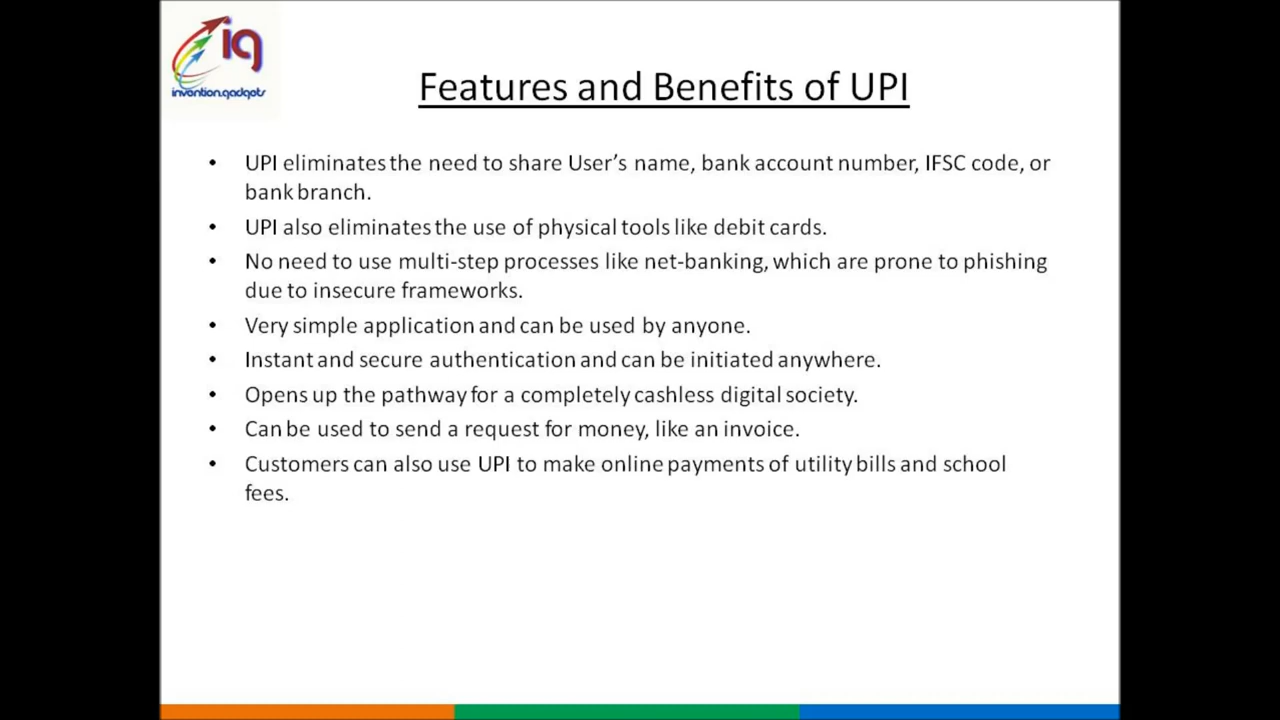 iq
invention.gadgets
Features and Benefits of UPI
• UPI eliminates the need to share User's name, bank account number, IFSC code, or
bank branch.
• UPI also eliminates the use of physical tools like debit cards.
• No need to use multi-step processes like net-banking, which are prone to phishing
due to insecure frameworks.
• Very simple application and can be used by anyone.
• Instant and secure authentication and can be initiated anywhere.
• Opens up the pathway for a completely cashless digital society.
• Can be used to send a request for money, like an invoice.
• Customers can also use UPI to make online payments of utility bills and school
fees.